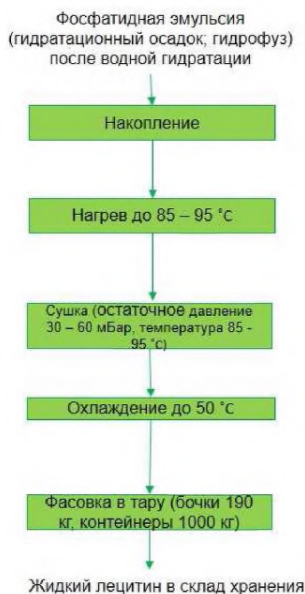 Фосфатидная эмульсия
(гидратационный осадок; гидрофуз)
после водной гидратации
Накопление
Нагрев до 85 – 95 ˚С
Сушка (остаточное давление
30 – 60 мБар, температура 85 -
95 ˚С)
Охлаждение до 50 ˚С
Фасовка в тару (бочки 190
кг, контейнеры 1000 кг)
Жидкий лецитин в склад хранения